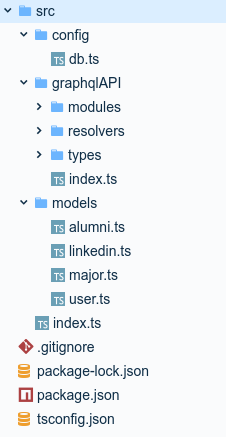 src
config
TS db.ts
graphqlAPI
modules
resolvers
types
TS index.ts
models
TS alumni.ts
TS linkedin.ts
TS major.ts
TS user.ts
TS index.ts
.gitignore
package-lock.json
package.json
tsconfig.json